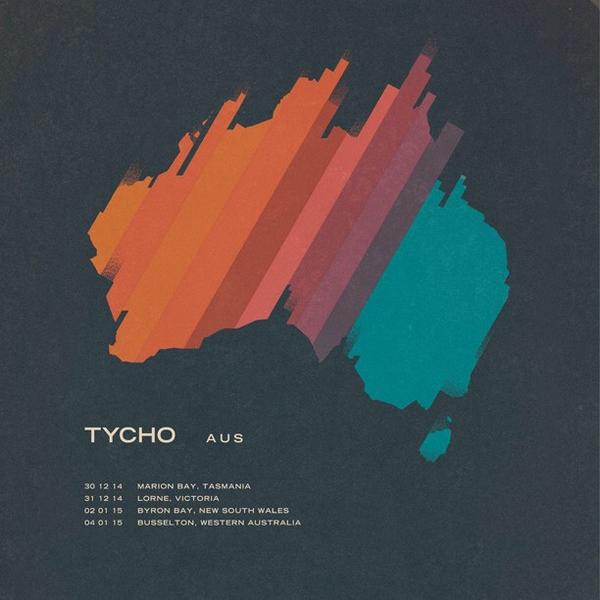 TYCHO AUS
30 12 14 MARION BAY, TASMANIA
31 12 14 LORNE, VICTORIA
02 01 15 BYRON BAY, NEW SOUTH WALES
04 01 15 BUSSELTON, WESTERN AUSTRALIA